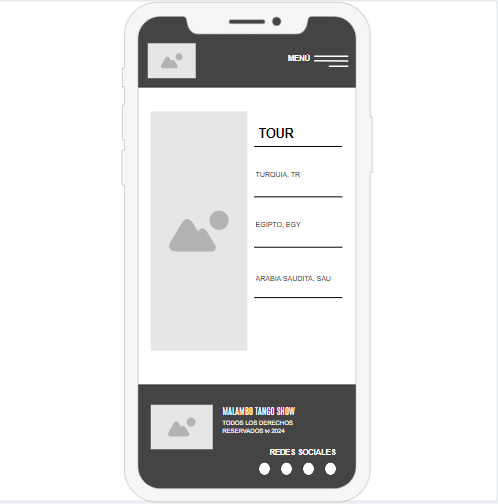 MENÚ
TOUR
TURQUIA, TR
EGIPTO, EGY
ARABIA SAUDITA, SAU
MALAMBO TANGO SHOW
TODOS LOS DERECHOS
RESERVADOS 2024
REDES SOCIALES